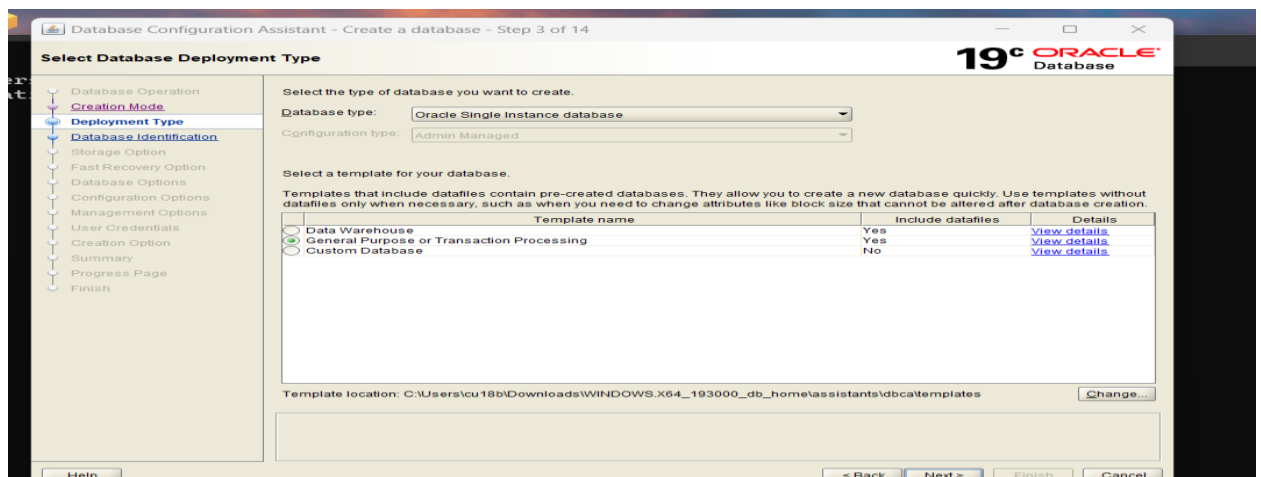 Database Configuration Assistant - Create a database - Step 3 of 14
Select Database Deployment Type
19c ORACLE
Database
Database Operation
Creation Mode
Deployment Type
Database Identification
Storage Option
Fast Recovery Option
Database Options
Configuration Options
Management Options
User Credentials
Creation Option
Summary
Progress Page
Finish
Select the type of database you want to create.
Database type: Oracle Single Instance database
Configuration type: Admin Managed
Select a template for your database.
Templates that include datafiles contain pre-created databases. They allow you to create a new database quickly. Use templates without
datafiles only when necessary, such as when you need to change attributes like block size that cannot be altered after database creation.
Template name Include datafiles Details
Data Warehouse Yes View details
General Purpose or Transaction Processing Yes View details
Custom Database No View details
Template location: C:\Users\cu18b\Downloads\WINDOWS.X64_193000_db_home\assistants\dbca\templates Change...
Help < Back Next > Finish Cancel